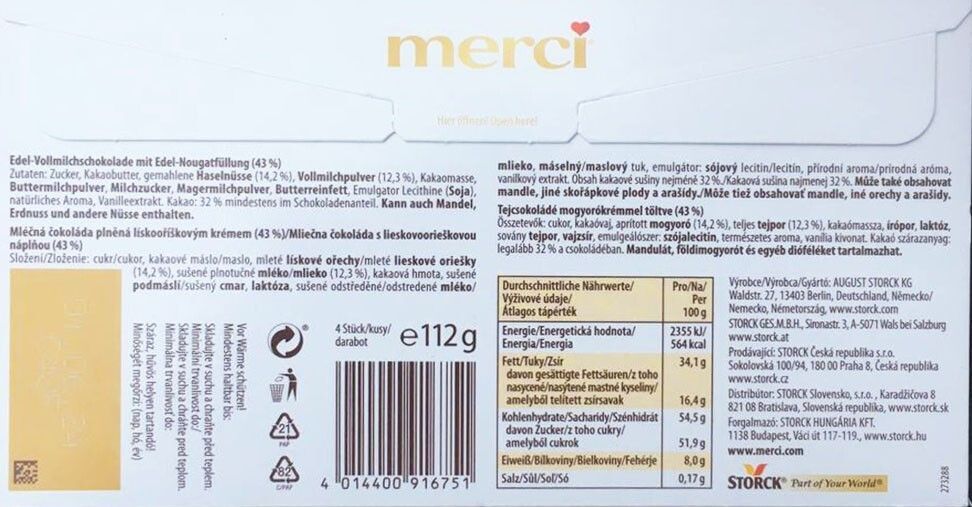 merci
Hier öffnen! Open here!
Edel-Vollmilchschokolade mit Edel-Nougatfüllung (43 %)
Zutaten: Zucker, Kakaobutter, gemahlene Haselnüsse (14,2 %), Vollmilchpulver (12,3 %), Kakaomasse,
Buttermilchpulver, Milchzucker, Magermilchpulver, Butterreinfett, Emulgator Lecithine (Soja),
natürliches Aroma, Vanilleextrakt. Kakao: 32 % mindestens im Schokoladenanteil. Kann auch Mandel,
Erdnuss und andere Nüsse enthalten.
Mléčná čokoláda plněná lískooříškovým krémem (43 %)/Mliečna čokoláda s lieskovoorieškovou
náplňou (43 %)
Složení/Zloženie: cukr/cukor, kakaové máslo/maslo, mleté lískové ořechy/mleté lieskové oriešky
(14,2 %), sušené plnotučné mléko/mlieko (12,3 %), kakaová hmota, sušené
podmáslí/sušený cmar, laktóza, sušené odstředěné/odstredené mléko/
mlieko, máselný/maslový tuk, emulgátor: sójový lecitin/lecitín, přírodní aroma/prírodná aróma,
vanilkový extrakt. Obsah kakaové sušiny nejméně 32 %./Kakaová sušina najmenej 32 %. Může také obsahovat
mandle, jiné skořápkové plody a arašídy./Môže tiež obsahovať mandle, iné orechy a arašidy.
Tejcsokoládé mogyorókrémmel töltve (43 %)
Összetevők: cukor, kakaóvaj, aprított mogyoró (14,2 %), teljes tejpor (12,3 %), kakaómassza, írópor, laktóz,
sovány tejpor, vajzsír, emulgeálószer: szójalecitin, természetes aroma, vanília kivonat. Kakaó szárazanyag:
legalább 32 % a csokoládéban. Mandulát, földimogyorót és egyéb dióféléket tartalmazhat.
Vor Wärme schützen!
Mindestens haltbar bis:
Skladujte v suchu a chraňte před teplem.
Minimální trvanlivost do:/
Skladujte v suchu a chráňte pred teplom.
Minimálna trvanlivosť do:
Száraz, hűvös helyen tartandó!
Minőségét megőrzi: (nap, hó, év)
21
PAP
82
C/PAP
4 Stück/kusy/
darabot
e112g
4 014400 916751
Durchschnittliche Nährwerte/
Výživové údaje/
Átlagos tápérték
Pro/Na/
Per
100 g
Energie/Energetická hodnota/
Energia/Energia
2355 kJ/
564 kcal
Fett/Tuky/Zsír
34,1 g
davon gesättigte Fettsäuren/z toho
nasycené/nasýtené mastné kyseliny/
amelyből telített zsírsavak
16,4 g
Kohlenhydrate/Sacharidy/Szénhidrát
54,5 g
davon Zucker/z toho cukry/
amelyből cukrok
51,9 g
Eiweiß/Bílkoviny/Bielkoviny/Fehérje
8,0 g
Salz/Sůl/Soľ/Só
0,17 g
Výrobce/Výrobca/Gyártó: AUGUST STORCK KG
Waldstr. 27, 13403 Berlin, Deutschland, Německo/
Nemecko, Németország, www.storck.com
STORCK GES.M.B.H., Sironastr. 3, A-5071 Wals bei Salzburg
www.storck.at
Prodávající: STORCK Česká republika s.r.o.
Sokolovská 100/94, 180 00 Praha 8, Česká republika
www.storck.cz
Distribútor: STORCK Slovensko, s.r.o., Karadžičova 8
821 08 Bratislava, Slovenská republika, www.storck.sk
Forgalmazó: STORCK HUNGÁRIA KFT.
1138 Budapest, Váci út 117-119., www.storck.hu
www.merci.com
STORCK® Part of Your World®
273288